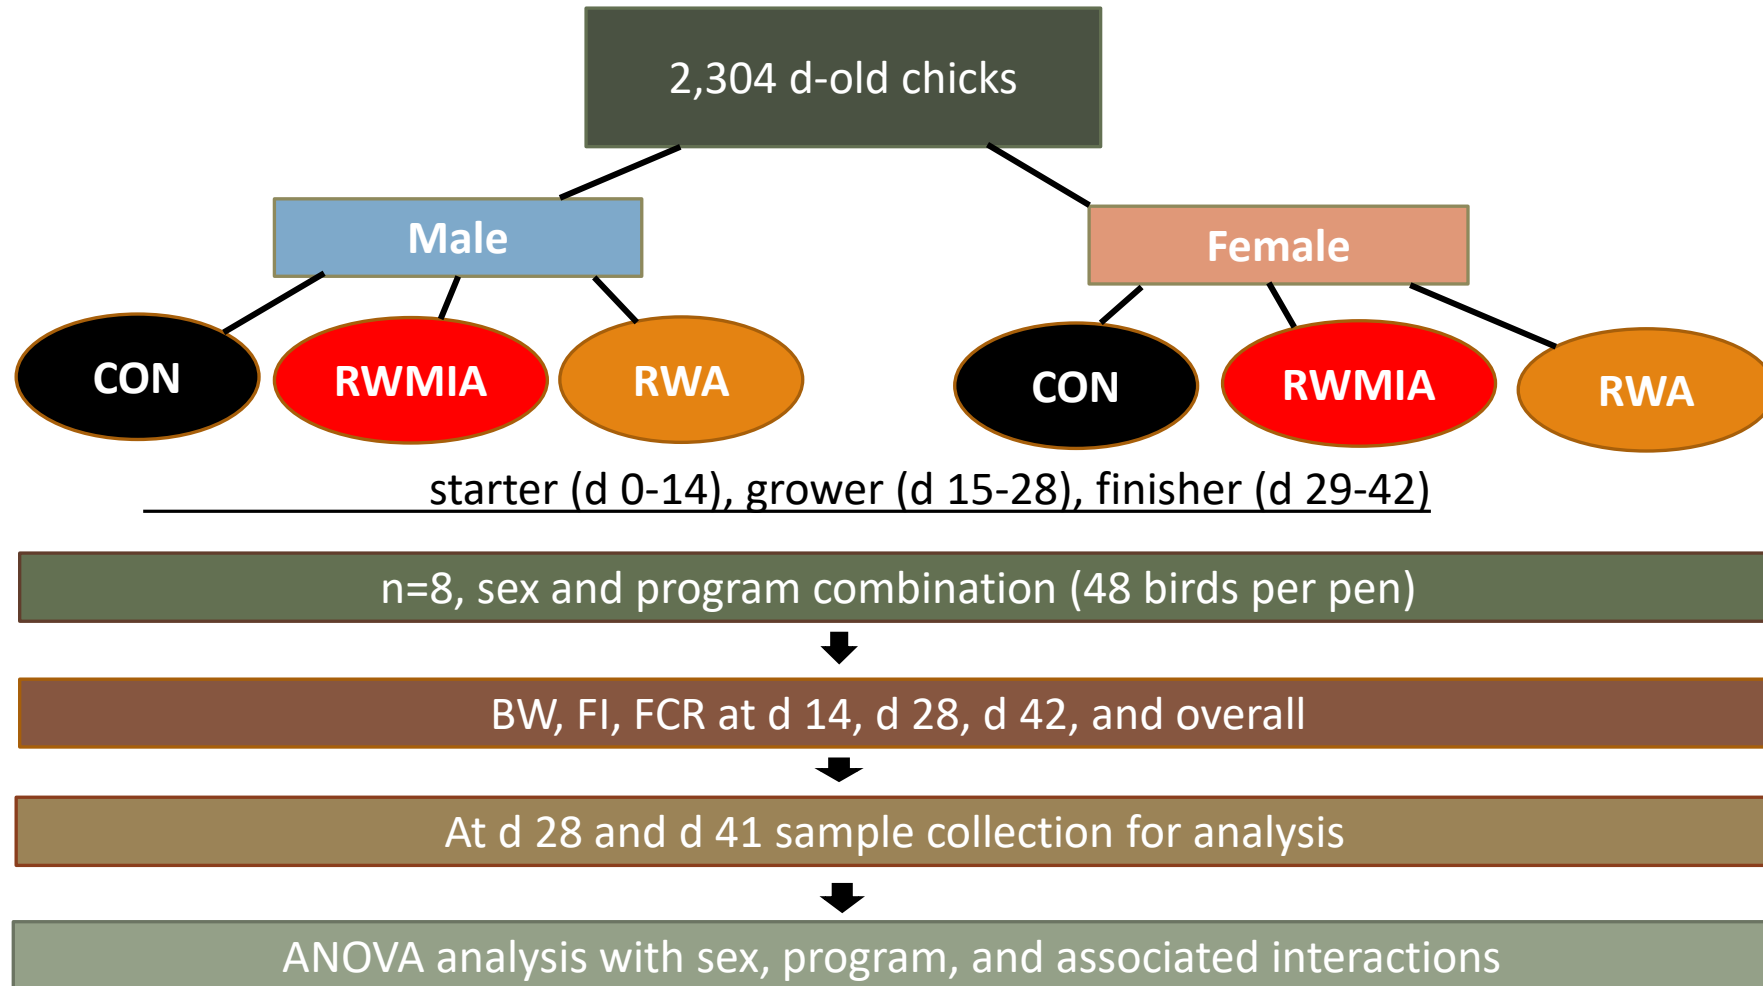 2,304 d-old chicks
Male
Female
CON
RWMIA
RWA
CON
RWMIA
RWA
starter (d 0-14), grower (d 15-28), finisher (d 29-42)
n=8, sex and program combination (48 birds per pen)
BW, FI, FCR at d 14, d 28, d 42, and overall
At d 28 and d 41 sample collection for analysis
ANOVA analysis with sex, program, and associated interactions